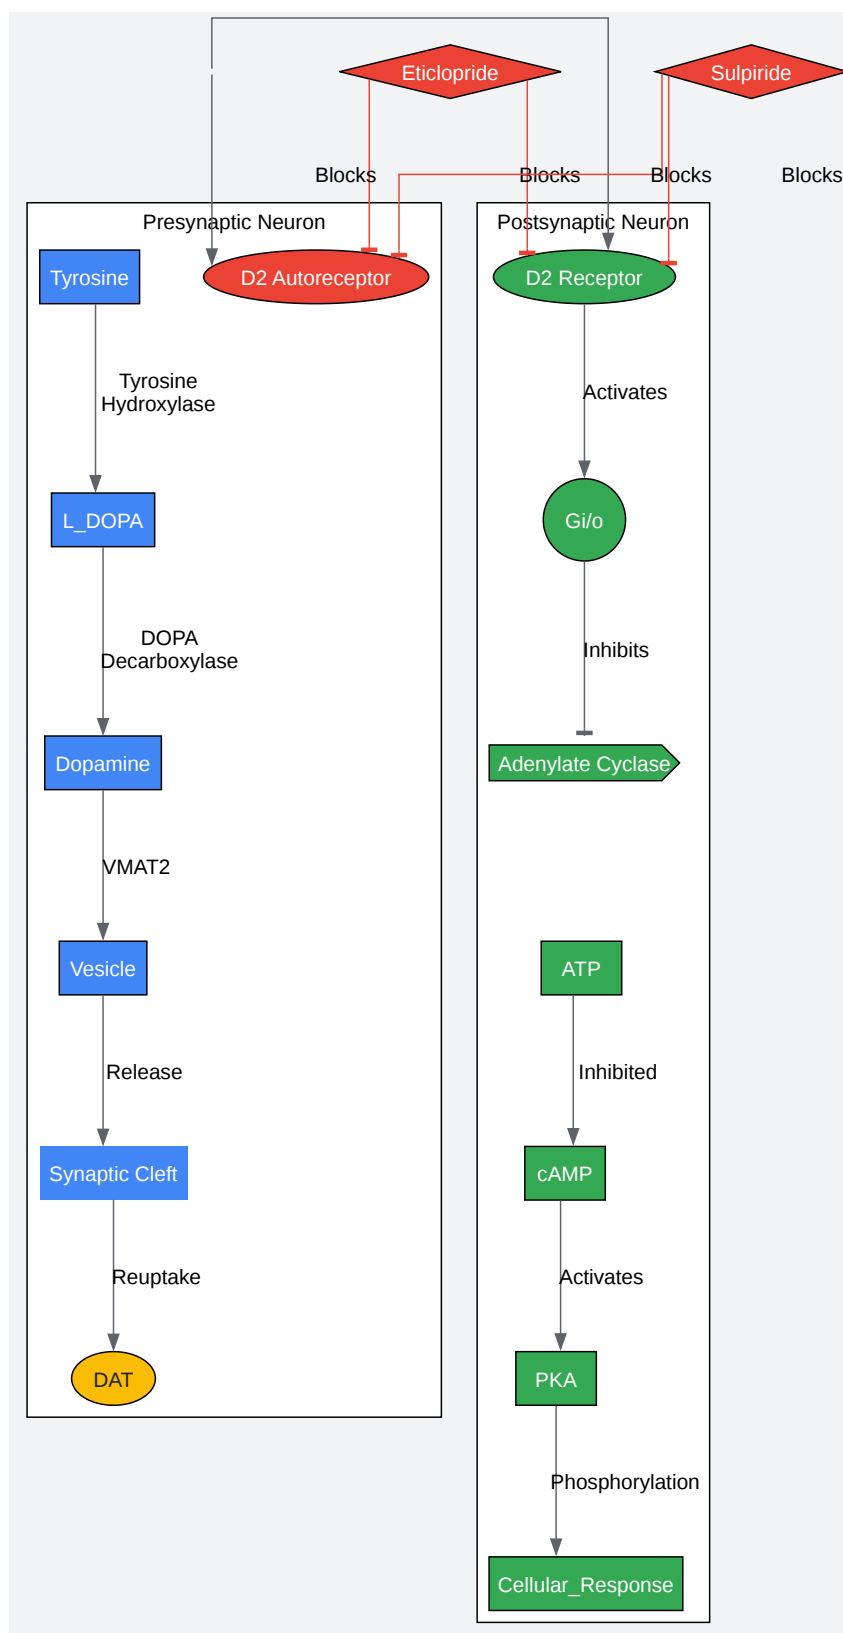 Eticlopride
Sulpiride
Blocks
Blocks
Blocks
Blocks
Presynaptic Neuron
Postsynaptic Neuron
Tyrosine
D2 Autoreceptor
D2 Receptor
Tyrosine
Hydroxylase
Activates
L_DOPA
Gi/o
DOPA
Decarboxylase
Inhibits
Dopamine
Adenylate Cyclase
VMAT2
Vesicle
ATP
Release
Inhibited
Synaptic Cleft
cAMP
Reuptake
Activates
DAT
PKA
Phosphorylation
Cellular_Response